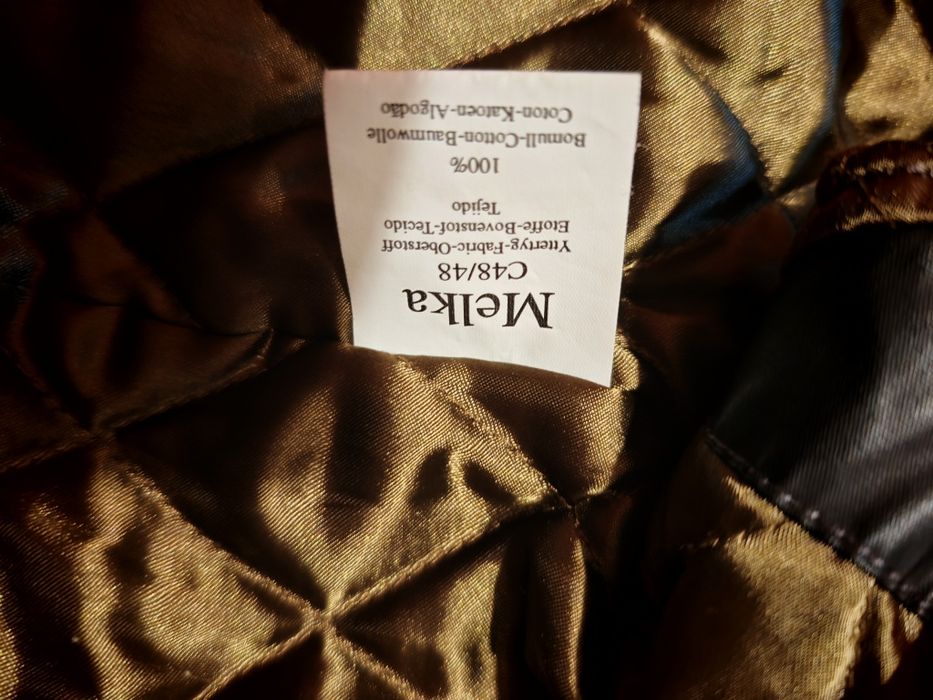 Melka
C48/48
Yttertyg-Fabric-Oberstoff
Etoffe-Bovenstof-Tecido
Tejido
100%
Bomull-Cotton-Baumwolle
Coton-Katoen-Algodão